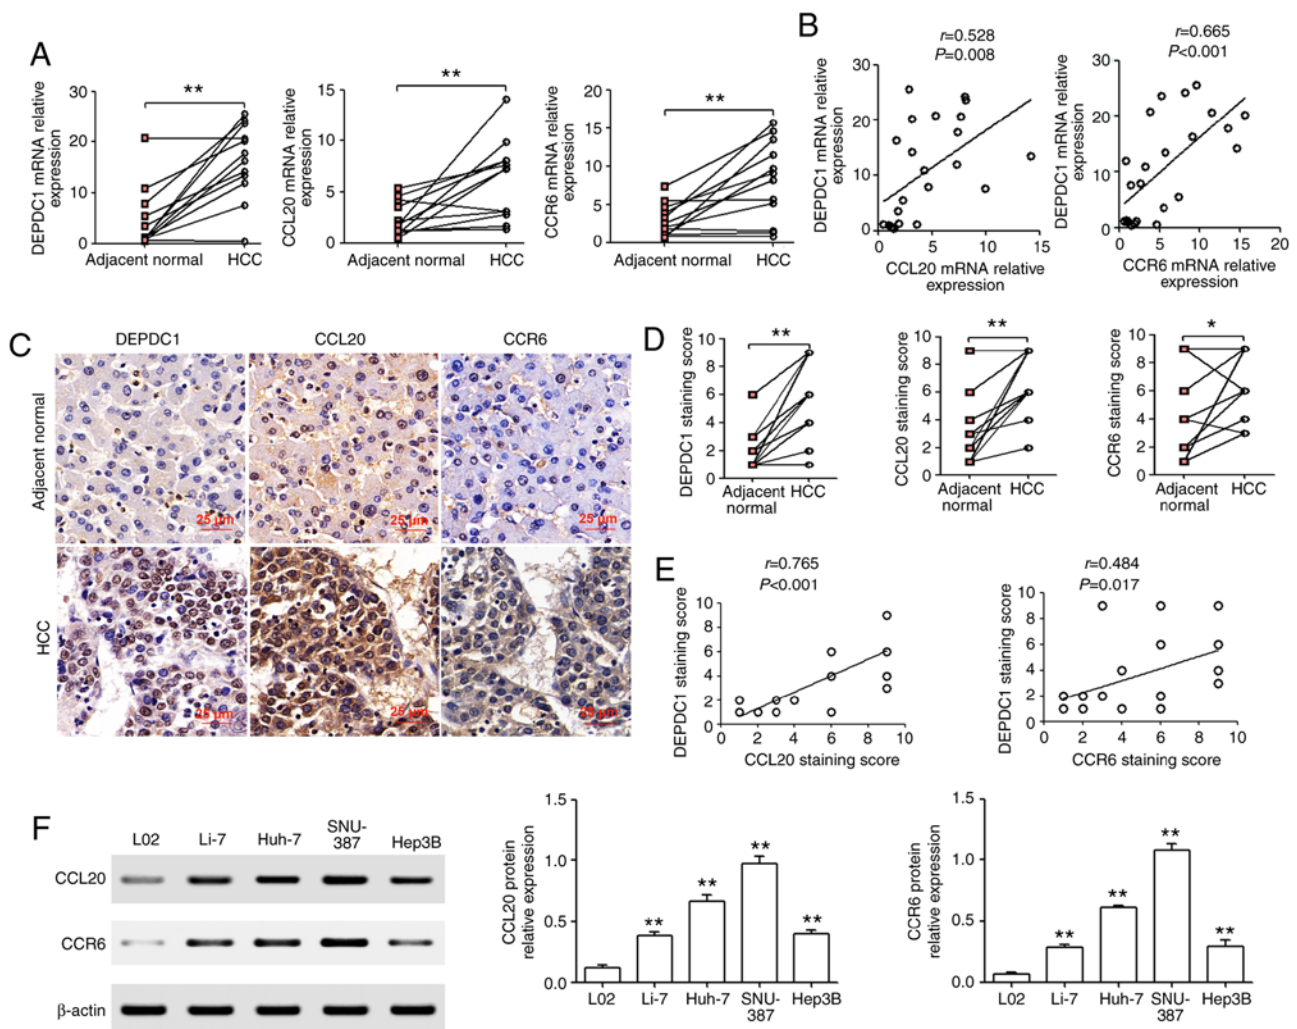 A
**
30
20
10
0
DEPDC1 mRNA relative
expression
Adjacent normal
HCC
**
15
10
5
0
CCL20 mRNA relative
expression
Adjacent normal
HCC
**
20
15
10
5
0
CCR6 mRNA relative
expression
Adjacent normal
HCC
B
r=0.528
P=0.008
30
20
10
0
DEPDC1 mRNA relative
expression
0
5
10
15
CCL20 mRNA relative
expression
r=0.665
P<0.001
30
20
10
0
DEPDC1 mRNA relative
expression
0
5
10
15
20
CCR6 mRNA relative
expression
C
DEPDC1
CCL20
CCR6
Adjacent normal
25 µm
25 µm
25 µm
HCC
25 µm
25 µm
25 µm
D
**
10
8
6
4
2
0
DEPDC1 staining score
Adjacent
normal
HCC
**
10
8
6
4
2
0
CCL20 staining score
Adjacent
normal
HCC
*
10
8
6
4
2
0
CCR6 staining score
Adjacent
normal
HCC
E
r=0.765
P<0.001
10
8
6
4
2
0
DEPDC1 staining score
0
2
4
6
8
10
CCL20 staining score
r=0.484
P=0.017
10
8
6
4
2
0
DEPDC1 staining score
0
2
4
6
8
10
CCR6 staining score
F
L02
Li-7
Huh-7
SNU-
387
Hep3B
CCL20
CCR6
β-actin
1.5
1.0
0.5
0.0
CCL20 protein
relative expression
**
**
**
**
L02
Li-7
Huh-7
SNU-
387
Hep3B
1.5
1.0
0.5
0.0
CCR6 protein
relative expression
**
**
**
**
L02
Li-7
Huh-7
SNU-
387
Hep3B